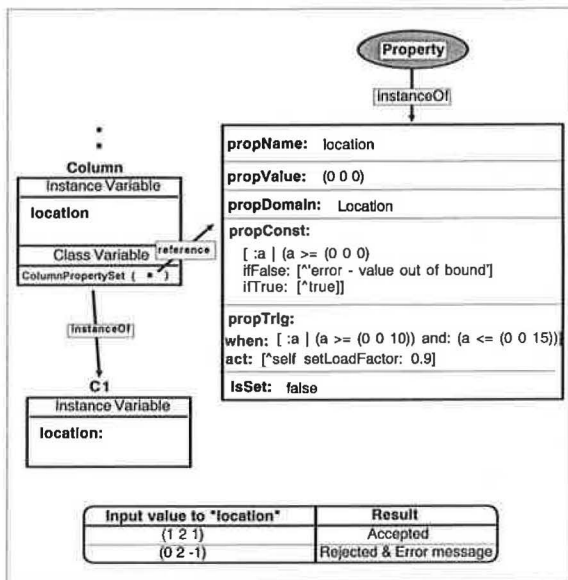 Property
instanceOf
propName: location
propValue: (0 0 0)
propDomain: Location
propConst:
[ :a | (a >= (0 0 0)
ifFalse: [^'error - value out of bound']
ifTrue: [^true]]
propTrig:
when: [ :a | (a >= (0 0 10)) and: (a <= (0 0 15))]
act: [^self setLoadFactor: 0.9]
IsSet: false
Column
Instance Variable
location
Class Variable
ColumnPropertySet ( * )
reference
instanceOf
C1
Instance Variable
location:
Input value to "location" Result
(1 2 1) Accepted
(0 2 -1) Rejected & Error message